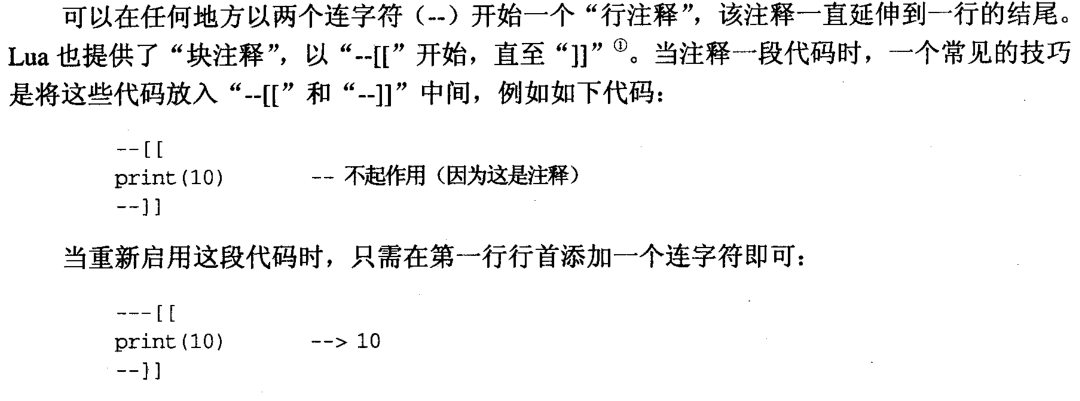 可以在任何地方以两个连字符（--）开始一个“行注释”，该注释一直延伸到一行的结尾。
Lua 也提供了“块注释”，以“--[[”开始，直至“]]”①。当注释一段代码时，一个常见的技巧
是将这些代码放入“--[[”和“--]]”中间，例如如下代码：
--[[
print(10) -- 不起作用（因为这是注释）
--]]
当重新启用这段代码时，只需在第一行行首添加一个连字符即可：
---[[
print(10) --> 10
--]]